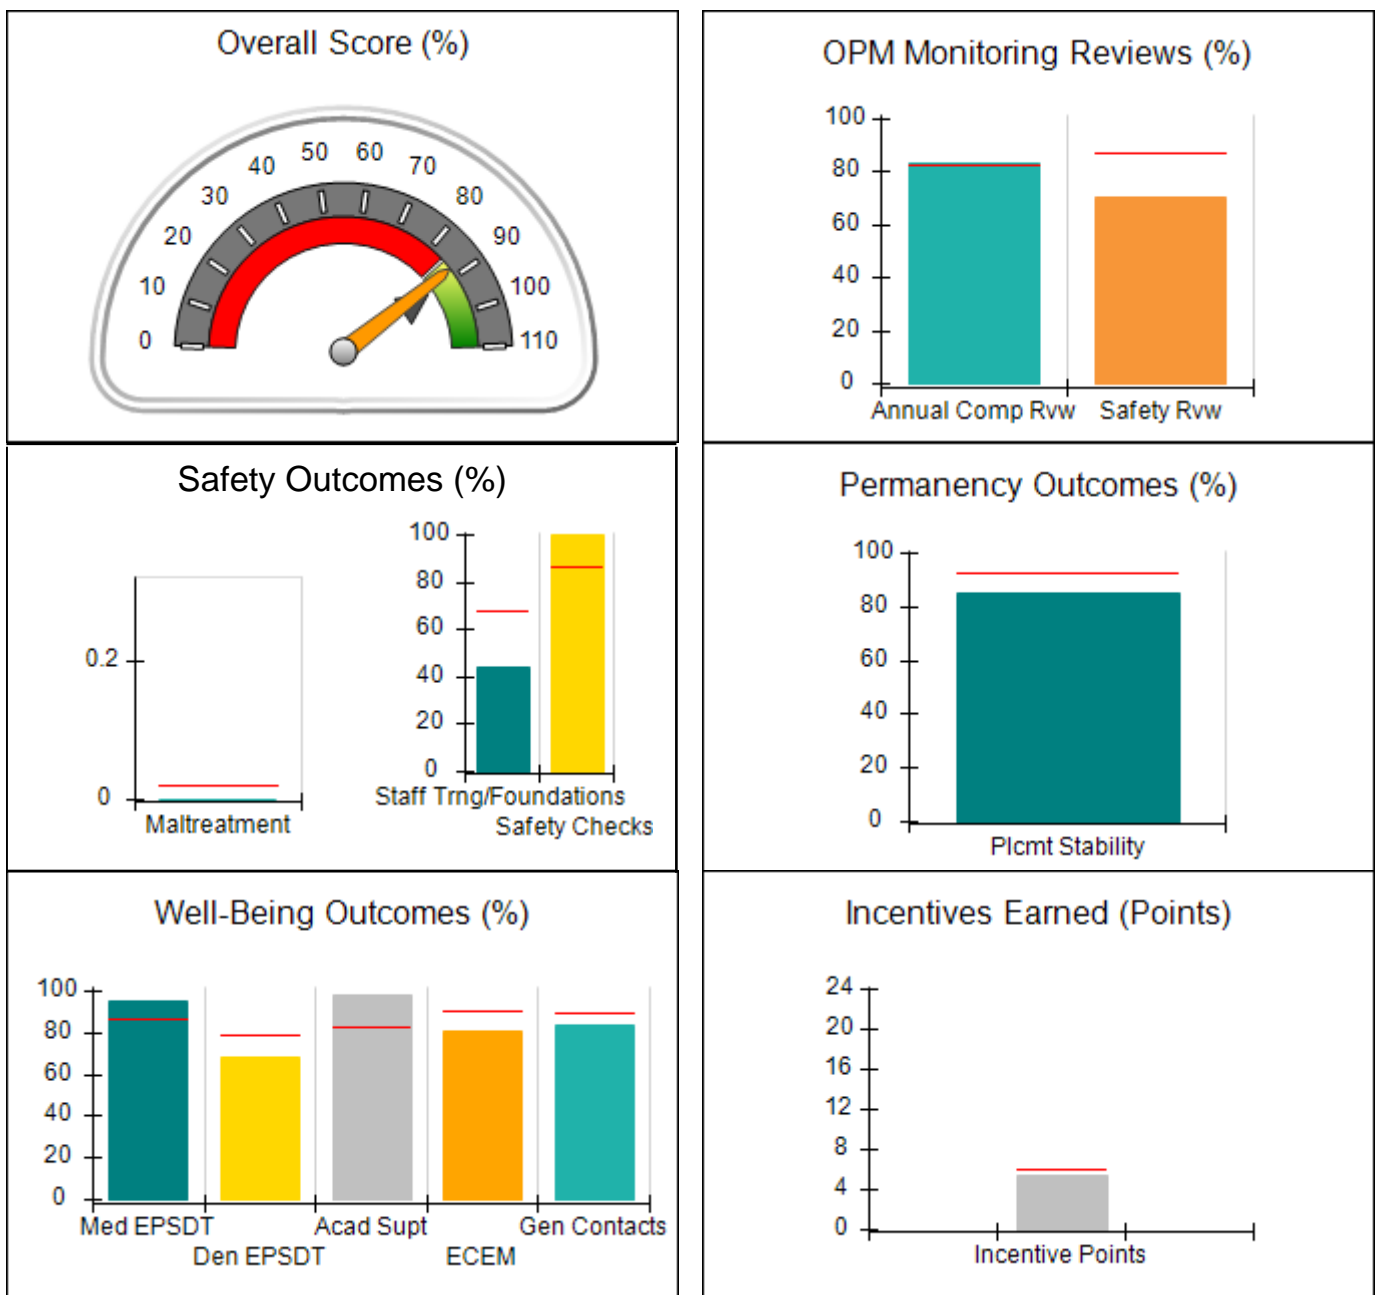 Overall Score (%)
0
10
20
30
40
50
60
70
80
90
100
110
OPM Monitoring Reviews (%)
100
80
60
40
20
0
Annual Comp Rvw
Safety Rvw
Safety Outcomes (%)
0.2
0
Maltreatment
100
80
60
40
20
0
Staff Trng/Foundations
Safety Checks
Permanency Outcomes (%)
100
80
60
40
20
0
Plcmt Stability
Well-Being Outcomes (%)
100
80
60
40
20
0
Med EPSDT
Den EPSDT
Acad Supt
ECEM
Gen Contacts
Incentives Earned (Points)
24
20
16
12
8
4
0
Incentive Points